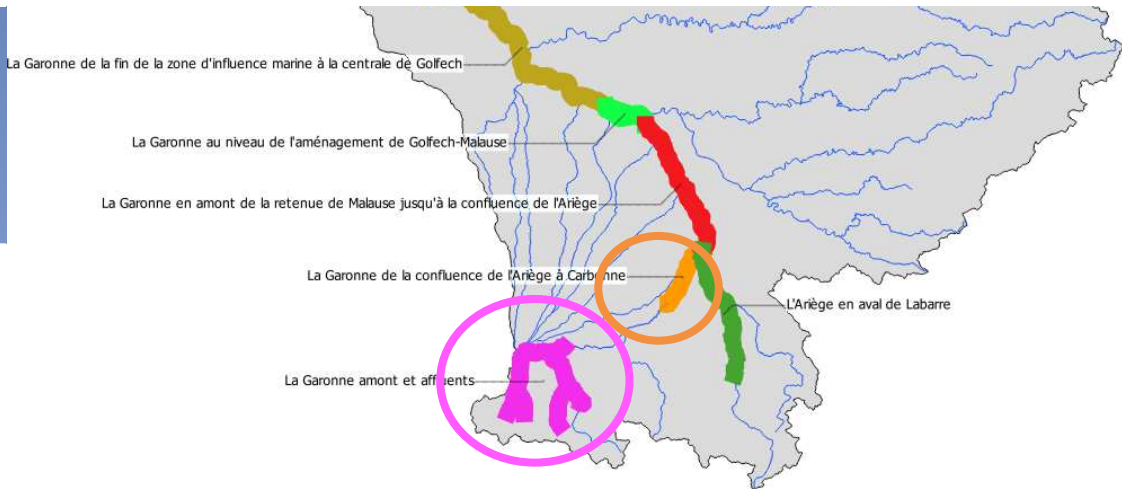 La Garonne de la fin de la zone d'influence marine à la centrale de Golfech
La Garonne au niveau de l'aménagement de Golfech-Malause
La Garonne en amont de la retenue de Malause jusqu'à la confluence de l'Ariège
La Garonne de la confluence de l'Ariège à Carbonne
L'Ariège en aval de Labarre
La Garonne amont et affluents